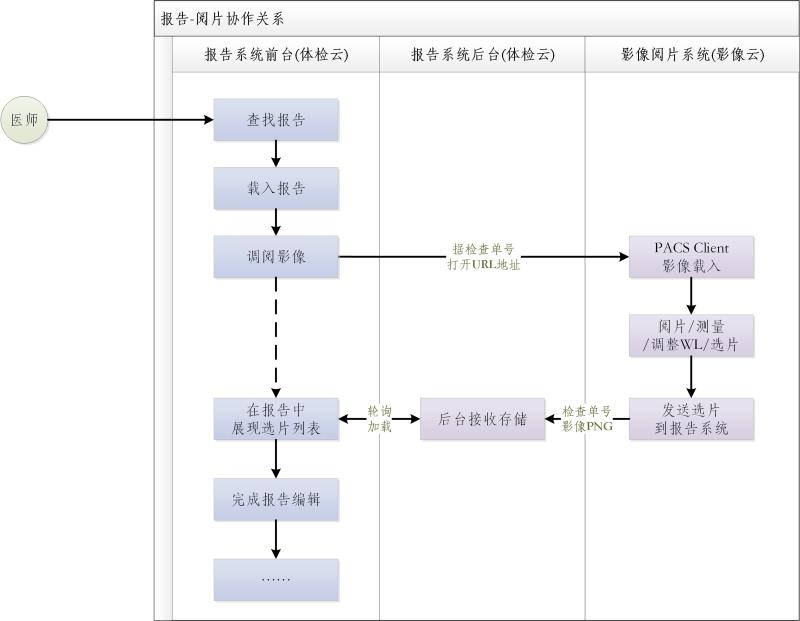 报告-阅片协作关系
报告系统前台(体检云)
报告系统后台(体检云)
影像阅片系统(影像云)
医师
查找报告
载入报告
调阅影像
据检查单号
打开URL地址
PACS Client
影像载入
阅片/测量
/调整WL/选片
在报告中
展现选片列表
轮询
加载
后台接收存储
检查单号
影像PNG
发送选片
到报告系统
完成报告编辑
……